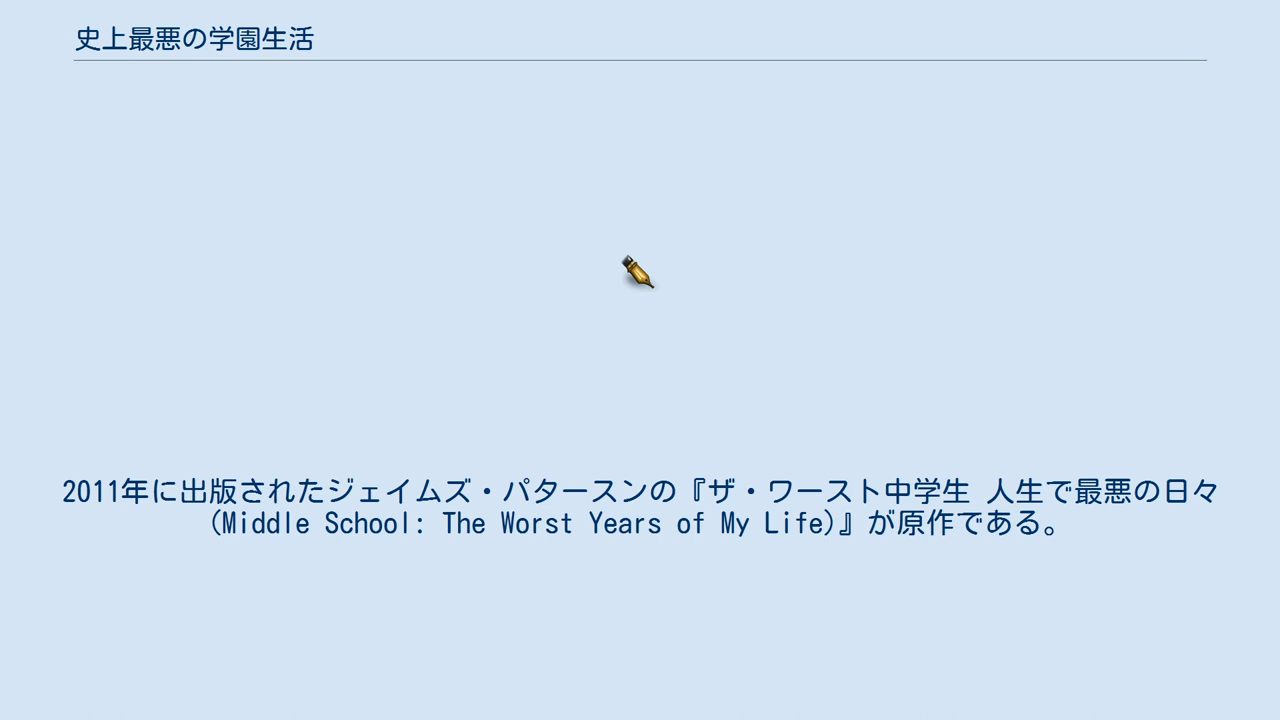 史上最悪の学園生活
2011年に出版されたジェイムズ・パタースンの『ザ・ワースト中学生 人生で最悪の日々
(Middle School: The Worst Years of My Life)』が原作である。